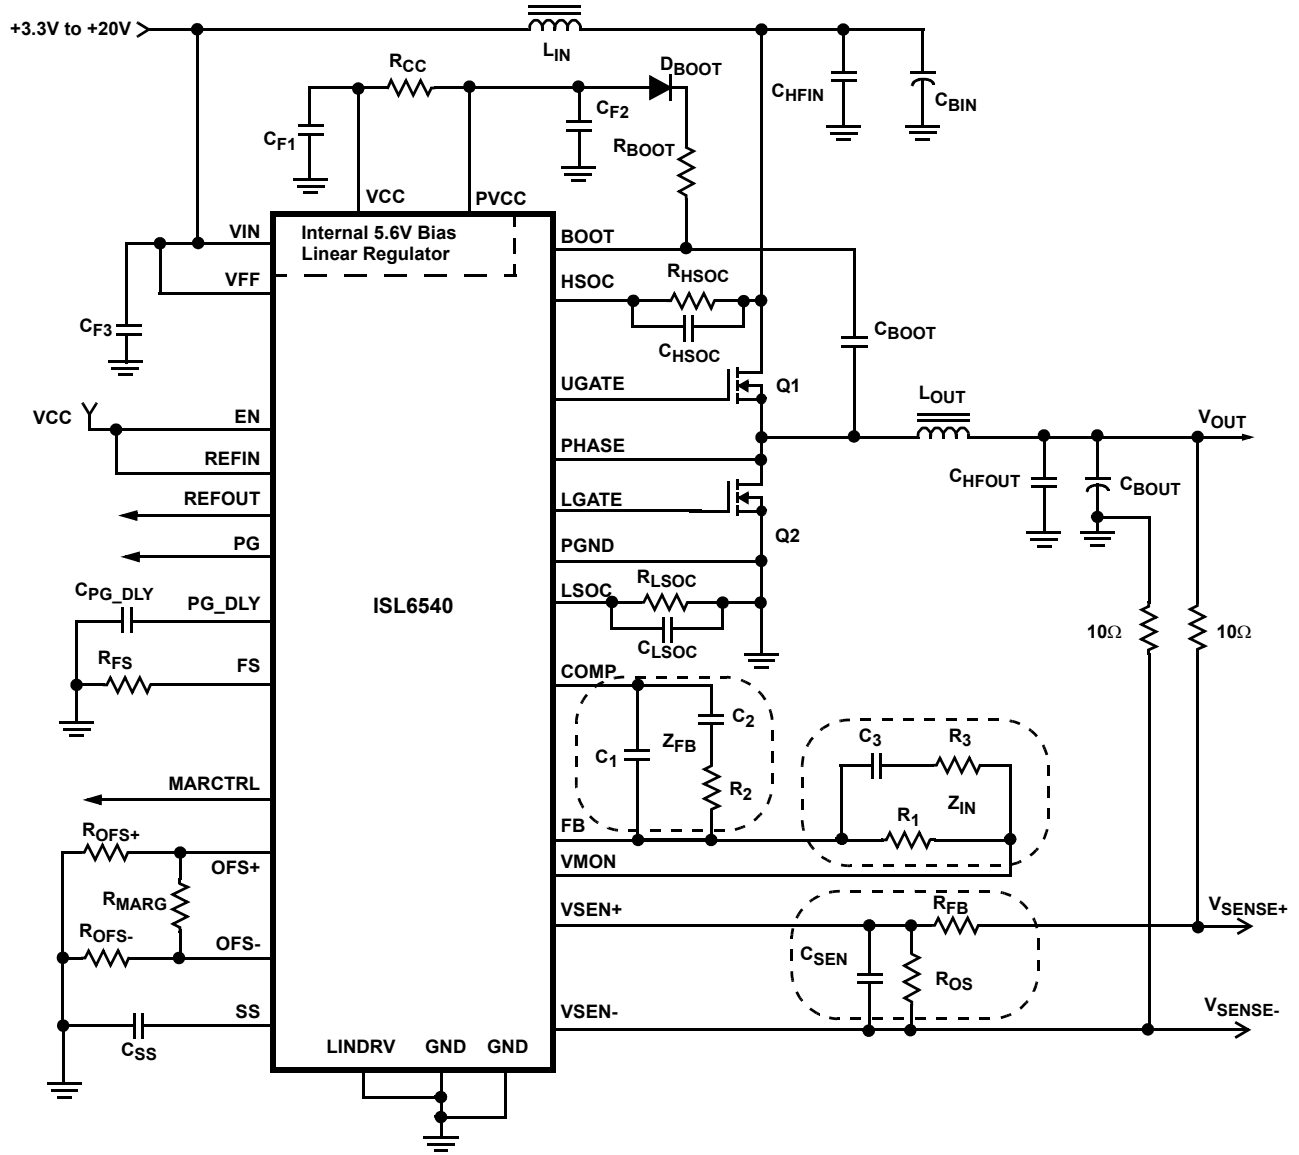 +3.3V to +20V
LIN
RCC
DBOOT
CHFIN
CBIN
CF1
CF2
RBOOT
VCC
PVCC
VIN
Internal 5.6V Bias
Linear Regulator
BOOT
VFF
HSOC
RHSOC
CF3
CHSOC
CBOOT
UGATE
Q1
LOUT
VCC
EN
VOUT
REFIN
PHASE
REFOUT
LGATE
CHFOUT
CBOUT
PG
PGND
Q2
CPG_DLY
PG_DLY
ISL6540
LSOC
RLSOC
CLSOC
10Ω
10Ω
RFS
FS
COMP
C1
ZFB
C2
R2
C3
R3
ZIN
R1
MARCTRL
FB
ROFS+
OFS+
VMON
RMARG
VSEN+
RFB
VSENSE+
ROFS-
OFS-
CSEN
ROS
SS
CSS
VSEN-
VSENSE-
LINDRV
GND
GND